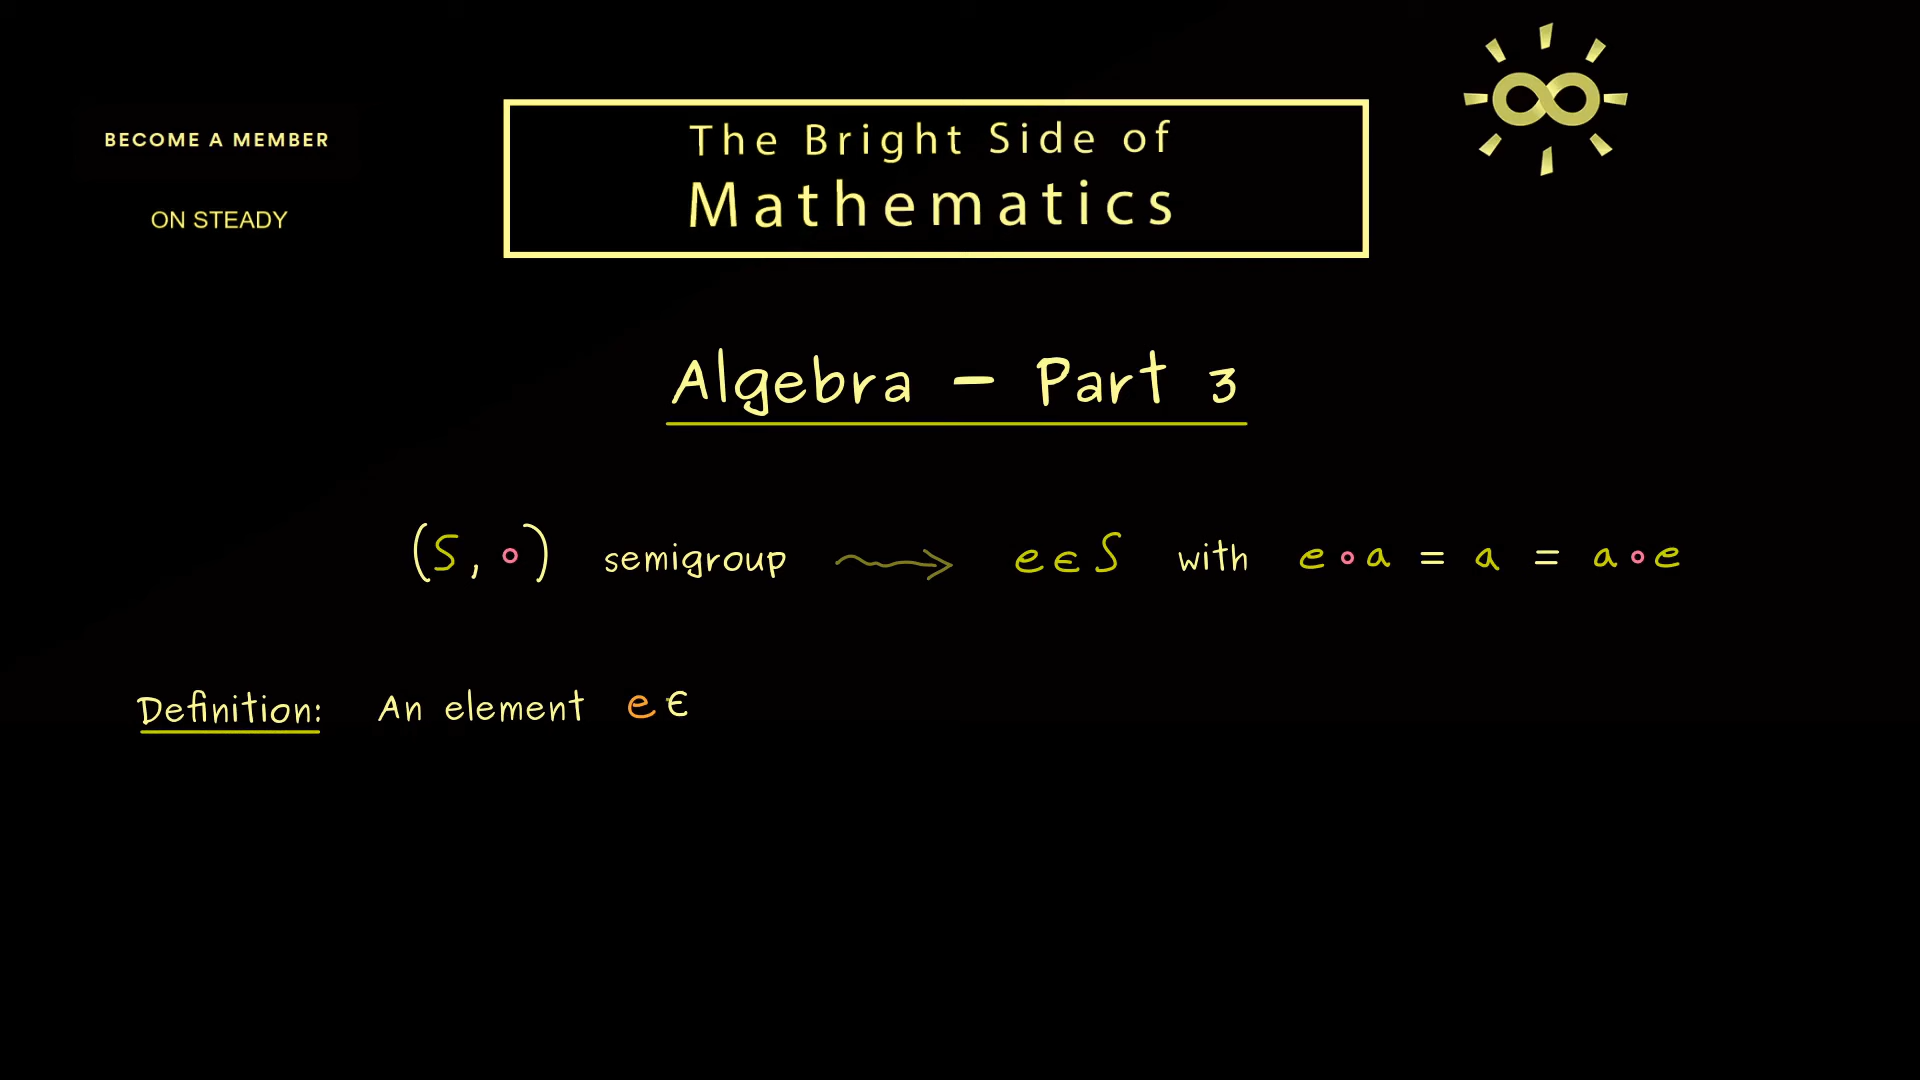 BECOME A MEMBER
ON STEADY
The Bright Side of
Mathematics
Algebra – Part 3
(S, ∘) semigroup ⇝ e ∈ S with e ∘ a = a = a ∘ e
Definition: An element e ∈